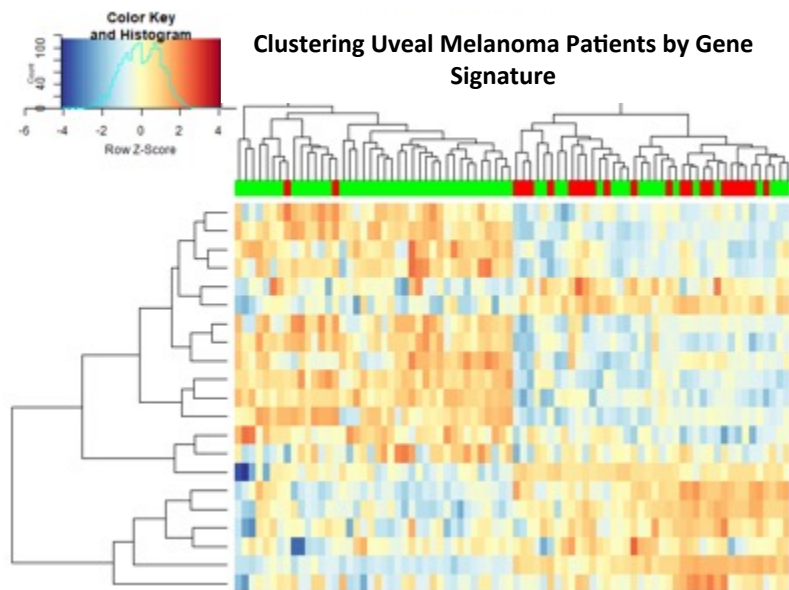 Color Key
and Histogram
Count
0 40 100
-6 -4 -2 0 2 4
Row Z-Score
Clustering Uveal Melanoma Patients by Gene
Signature